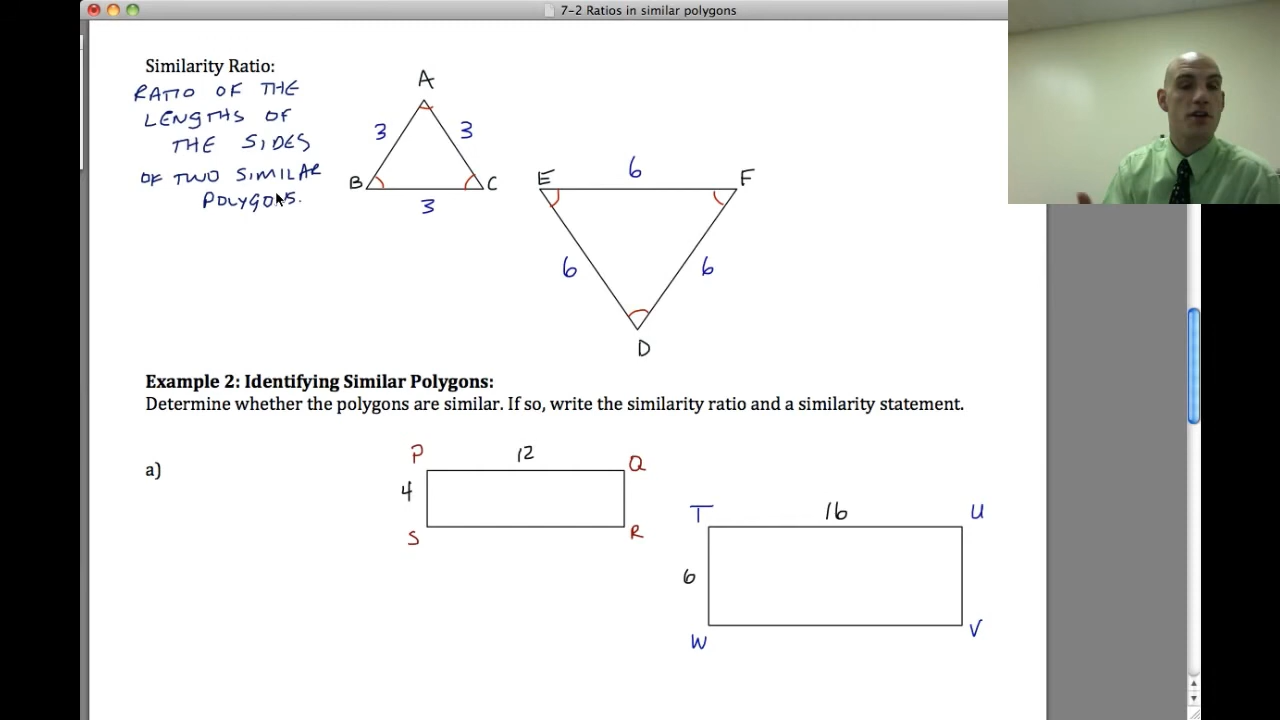 7-2 Ratios in similar polygons
Similarity Ratio:
RATIO OF THE
LENGTHS OF
THE SIDES
OF TWO SIMILAR
POLYGONS.
A
3
3
B
C
3
E
6
F
6
6
D
Example 2: Identifying Similar Polygons:
Determine whether the polygons are similar. If so, write the similarity ratio and a similarity statement.
a)
P
12
Q
4
S
R
T
16
U
6
W
V